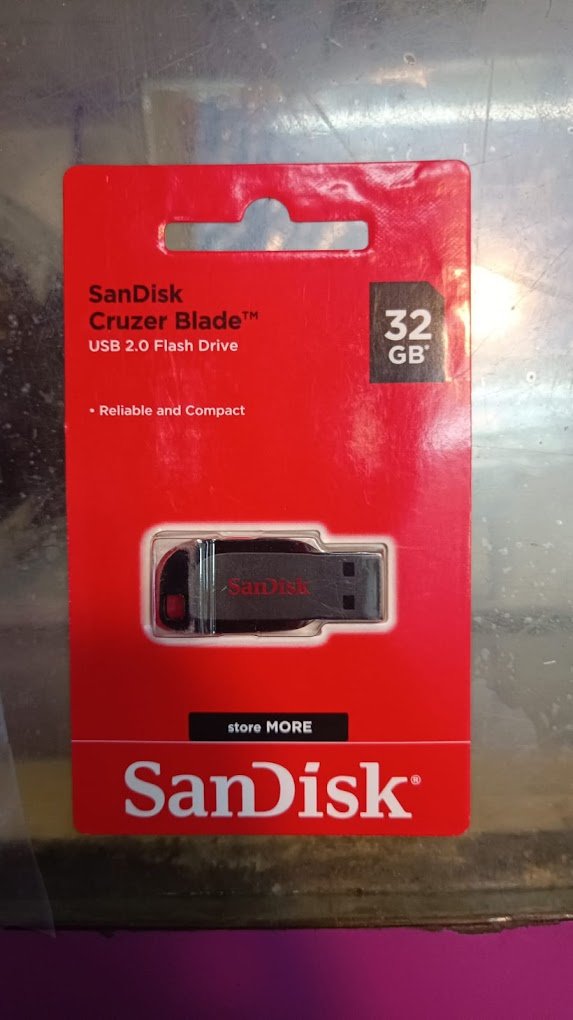 SanDisk
Cruzer Blade™
USB 2.0 Flash Drive
32
GB*
• Reliable and Compact
SanDisk
store MORE
SanDisk®